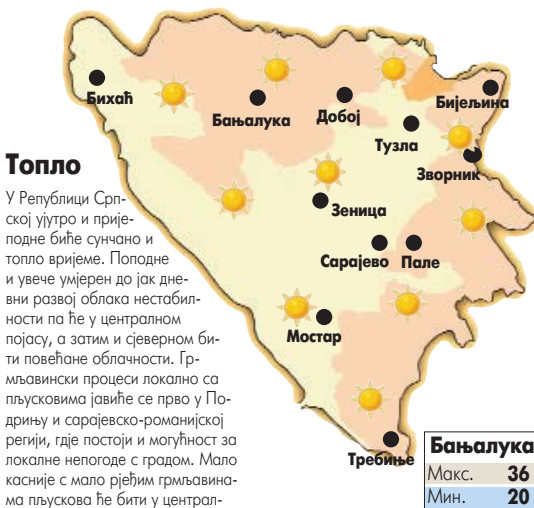 Бихаћ
Бањалука
Добој
Бијељина
Тузла
Зворник
Зеница
Сарајево
Пале
Мостар
Требиње
Топло
У Републици Срп-
ској ујутро и прије-
подне биће сунчано и
топло вријеме. Поподне
и увече умјерен до јак дне-
вни развој облака нестабил-
ности па ће у централном
појасу, а затим и сјеверном би-
ти повећане облачности. Гр-
мљавински процеси локално са
пљусковима јавиће се прво у По-
дрињу и сарајевско-романијској
регији, гдје постоји и могућност за
локалне непогоде с градом. Мало
касније с мало рјеђим грмљавина-
ма пљускова ће бити у централ-
Бањалука
Макс. 36
Мин. 20